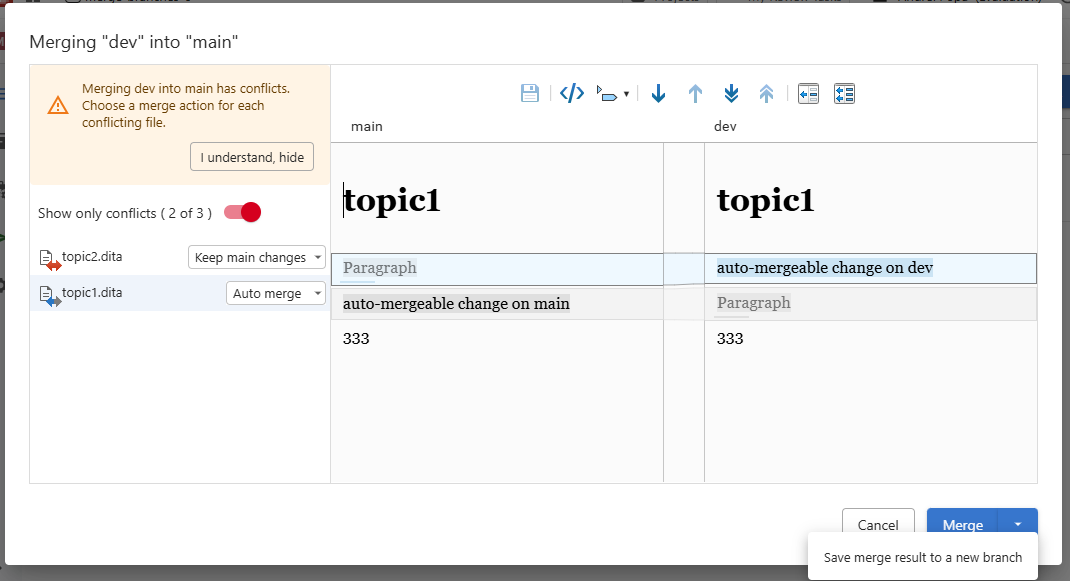 Merging "dev" into "main"
Merging dev into main has conflicts.
Choose a merge action for each
conflicting file.
I understand, hide
Show only conflicts ( 2 of 3 )
topic2.dita
Keep main changes
topic1.dita
Auto merge
main
dev
topic1
topic1
Paragraph
auto-mergeable change on dev
auto-mergeable change on main
Paragraph
333
333
Cancel
Merge
Save merge result to a new branch